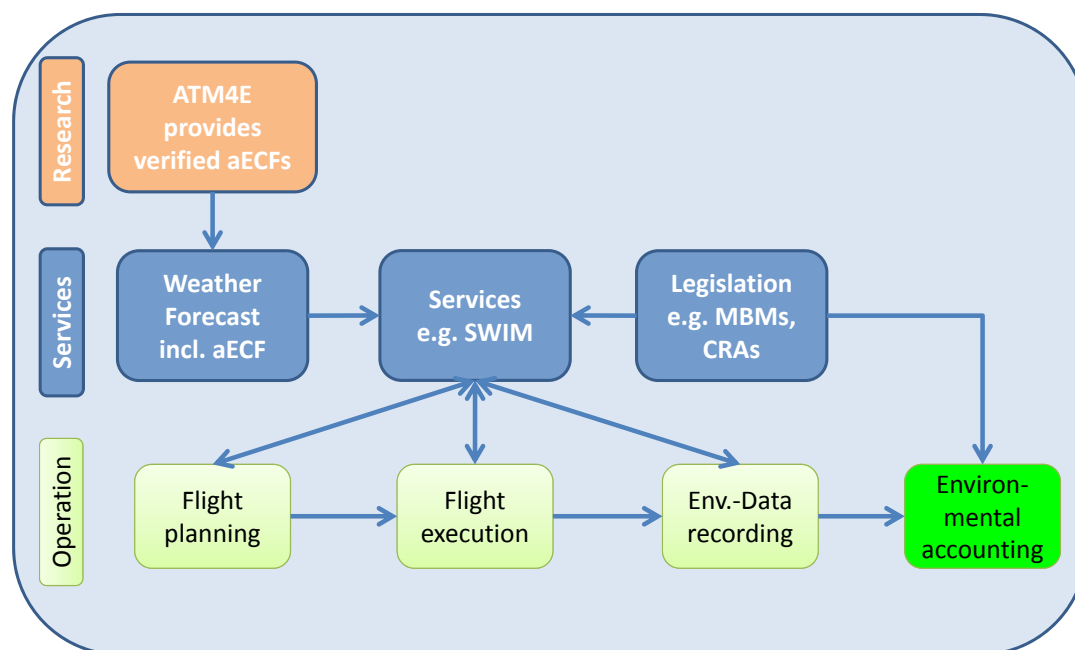 Research
ATM4E
provides
verified aECFs
Services
Weather
Forecast
incl. aECF
Services
e.g. SWIM
Legislation
e.g. MBMs,
CRAs
Operation
Flight
planning
Flight
execution
Env.-Data
recording
Environ-
mental
accounting